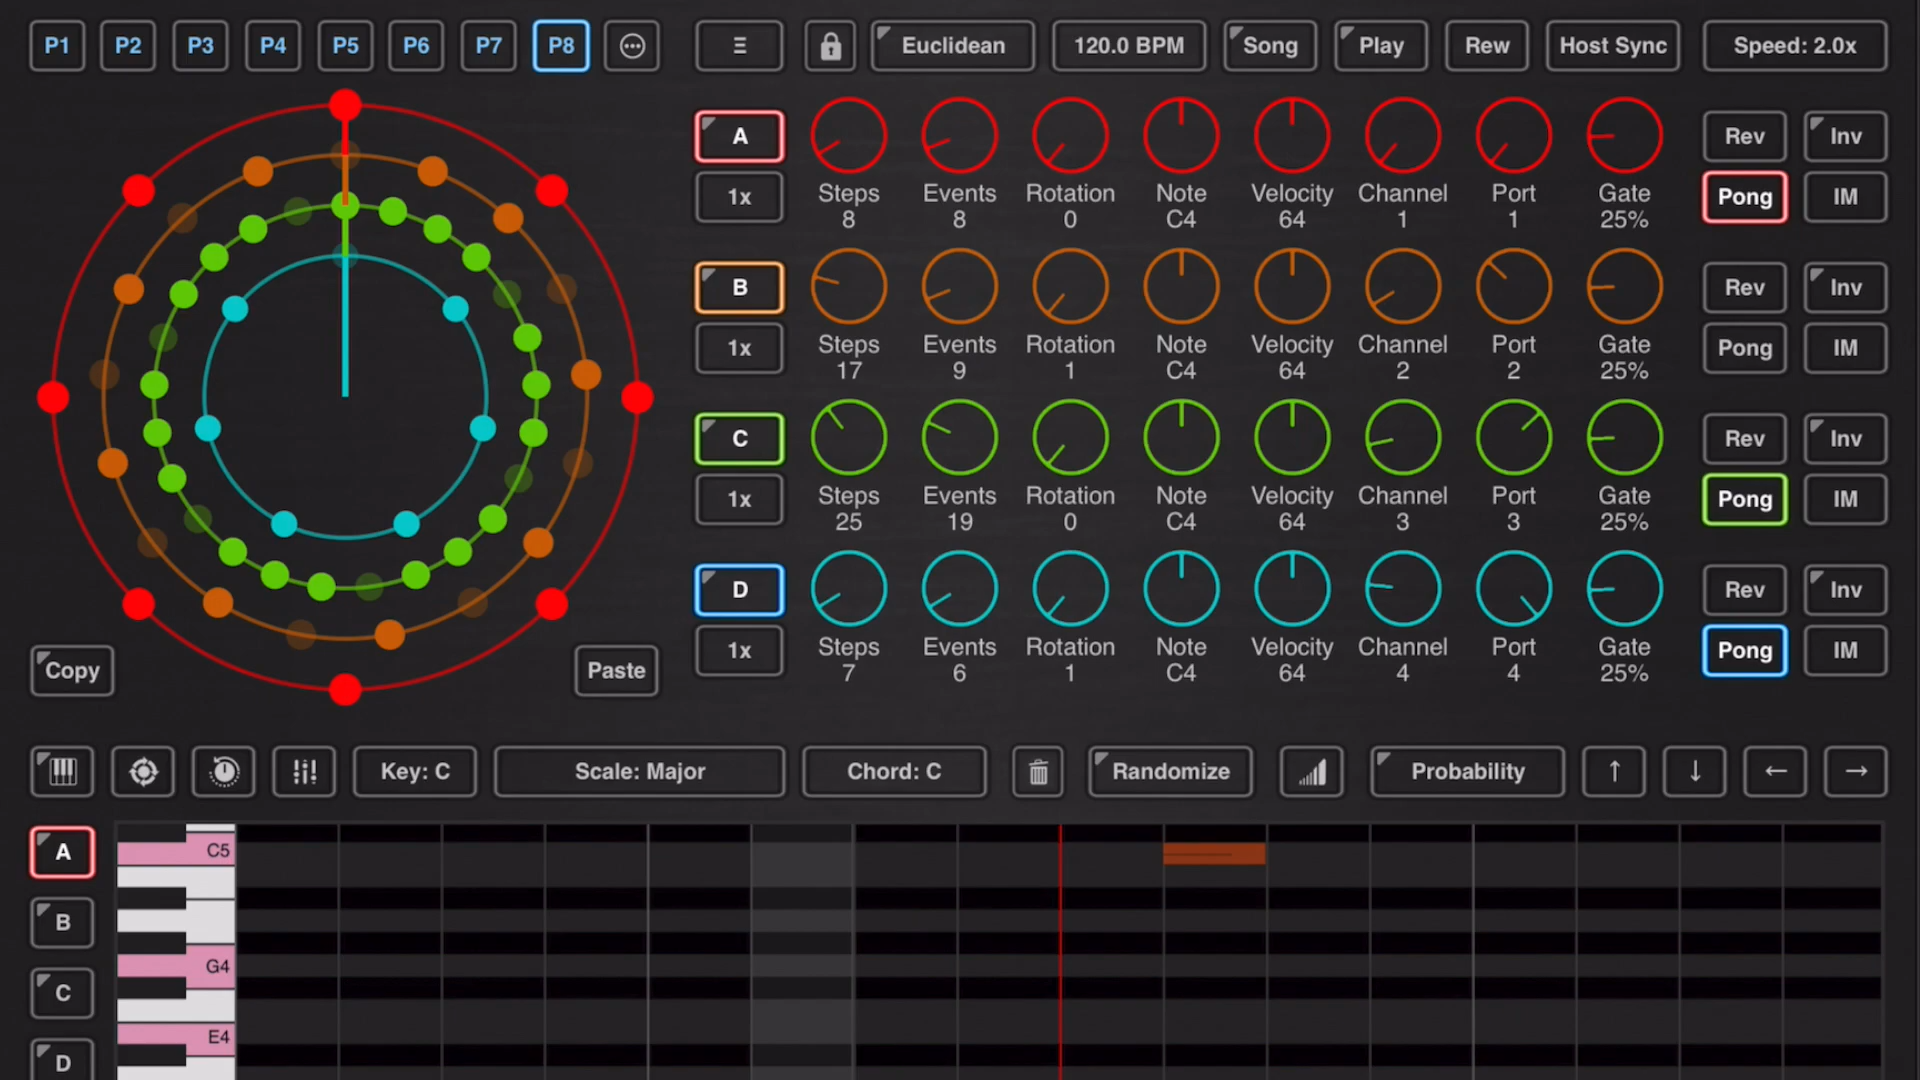 P1 P2 P3 P4 P5 P6 P7 P8 Euclidean 120.0 BPM Song Play Rew Host Sync Speed: 2.0x
A Rev Inv
1x Steps Events Rotation Note Velocity Channel Port Gate Pong IM
8 8 0 C4 64 1 1 25%
B Rev Inv
1x Steps Events Rotation Note Velocity Channel Port Gate Pong IM
17 9 1 C4 64 2 2 25%
C Rev Inv
1x Steps Events Rotation Note Velocity Channel Port Gate Pong IM
25 19 0 C4 64 3 3 25%
D Rev Inv
1x Steps Events Rotation Note Velocity Channel Port Gate Pong IM
7 6 1 C4 64 4 4 25%
Copy Paste
Key: C Scale: Major Chord: C Randomize Probability ↑ ↓ ← →
A C5
B
G4
C
E4
D